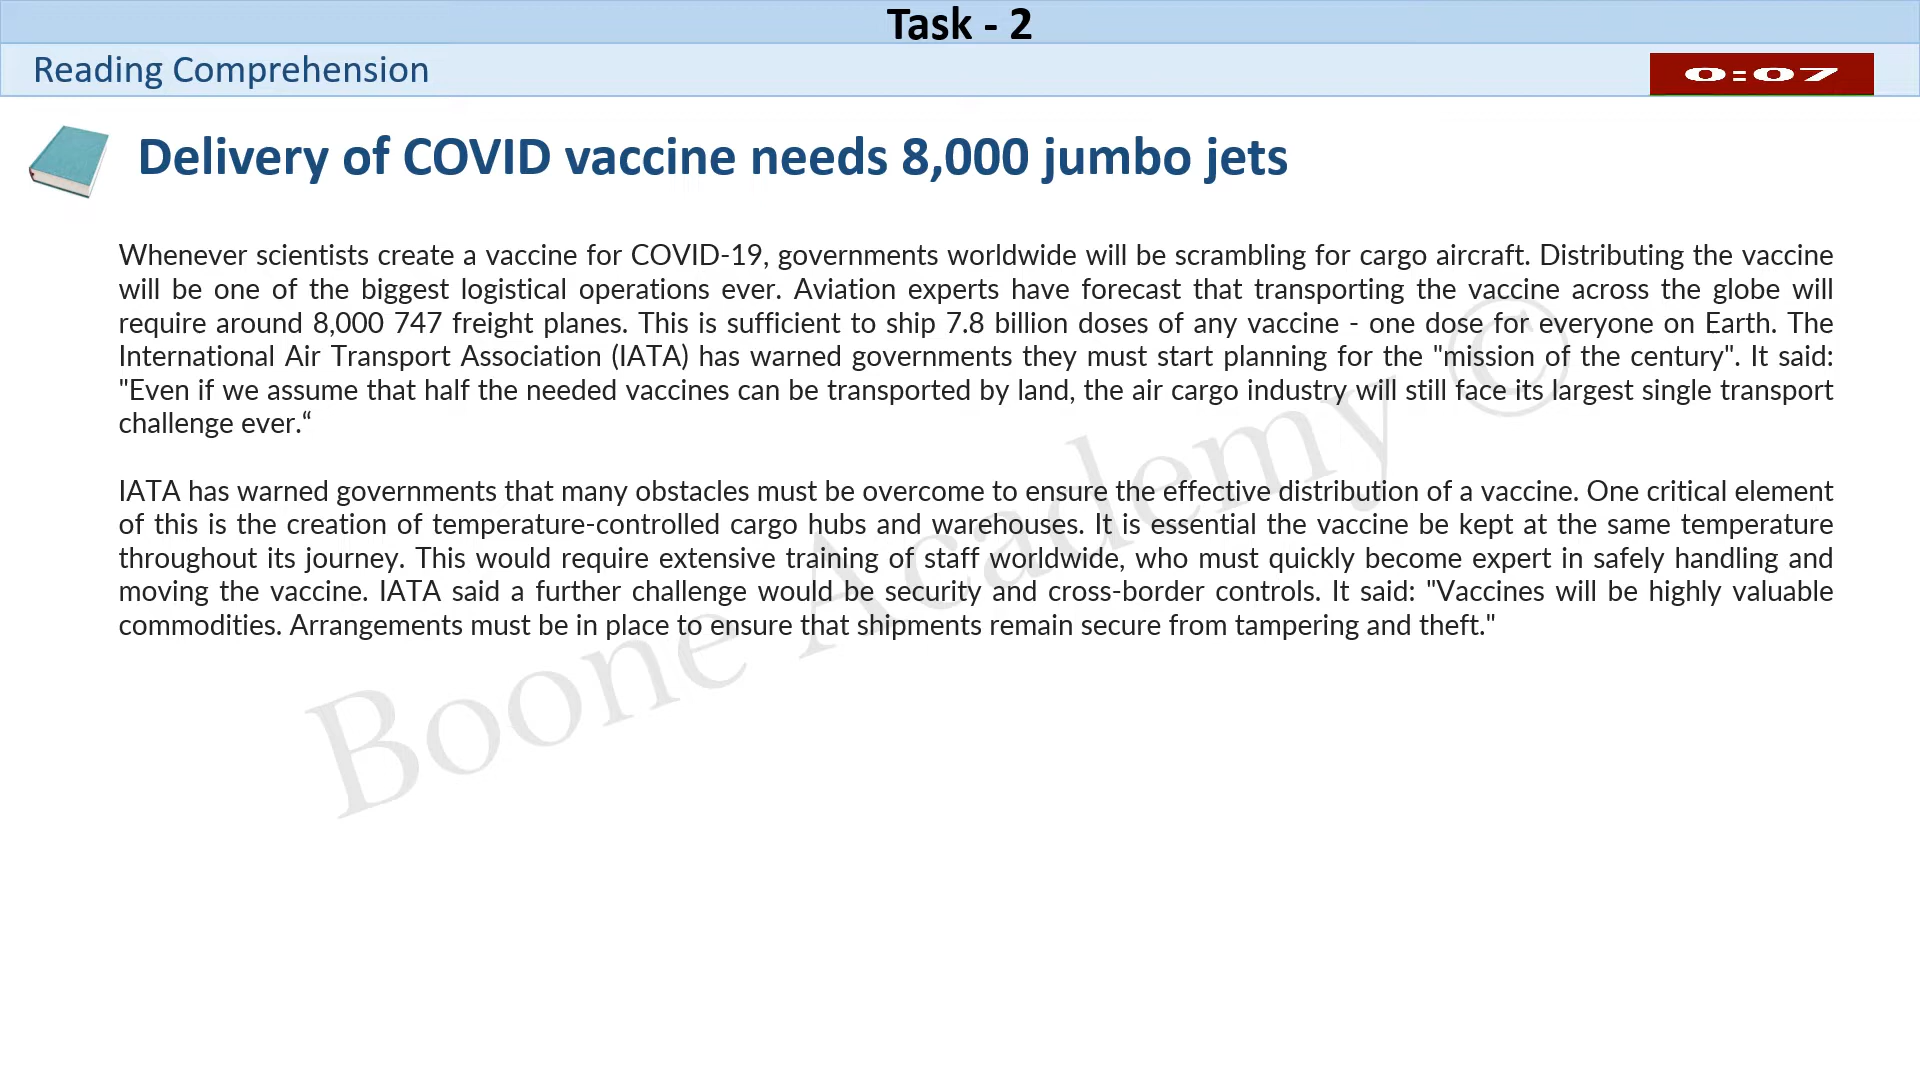 Task - 2
Reading Comprehension
0:07
Delivery of COVID vaccine needs 8,000 jumbo jets
Whenever scientists create a vaccine for COVID-19, governments worldwide will be scrambling for cargo aircraft. Distributing the vaccine
will be one of the biggest logistical operations ever. Aviation experts have forecast that transporting the vaccine across the globe will
require around 8,000 747 freight planes. This is sufficient to ship 7.8 billion doses of any vaccine - one dose for everyone on Earth. The
International Air Transport Association (IATA) has warned governments they must start planning for the "mission of the century". It said:
"Even if we assume that half the needed vaccines can be transported by land, the air cargo industry will still face its largest single transport
challenge ever.“
IATA has warned governments that many obstacles must be overcome to ensure the effective distribution of a vaccine. One critical element
of this is the creation of temperature-controlled cargo hubs and warehouses. It is essential the vaccine be kept at the same temperature
throughout its journey. This would require extensive training of staff worldwide, who must quickly become expert in safely handling and
moving the vaccine. IATA said a further challenge would be security and cross-border controls. It said: "Vaccines will be highly valuable
commodities. Arrangements must be in place to ensure that shipments remain secure from tampering and theft."
Boone Academy ©